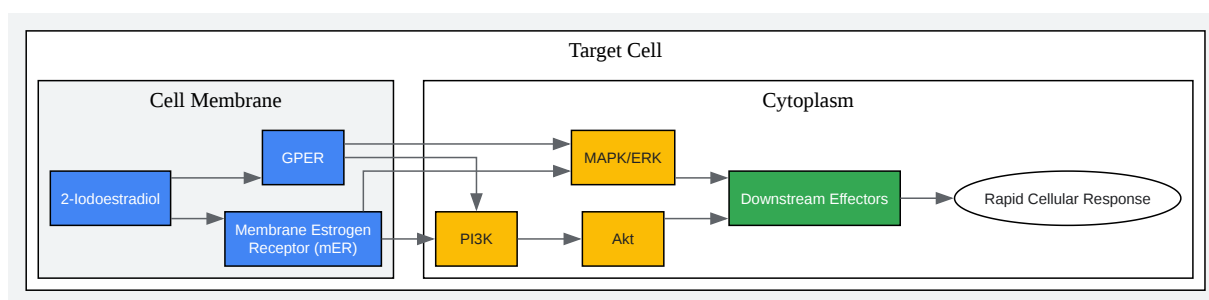 Target Cell
Cell Membrane
Cytoplasm
GPER
MAPK/ERK
2-Iodoestradiol
Downstream Effectors
Rapid Cellular Response
Membrane Estrogen
Receptor (mER)
PI3K
Akt